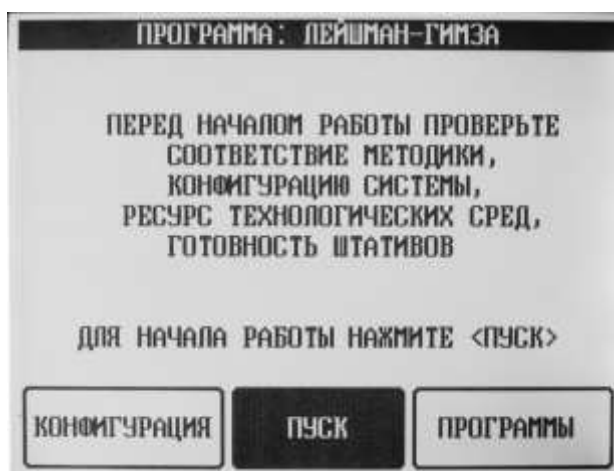 ПРОГРАММА: ЛЕЙШМАН-ГИМЗА
ПЕРЕД НАЧАЛОМ РАБОТЫ ПРОВЕРЬТЕ
СООТВЕТСТВИЕ МЕТОДИКИ,
КОНФИГУРАЦИЮ СИСТЕМЫ,
РЕСУРС ТЕХНОЛОГИЧЕСКИХ СРЕД,
ГОТОВНОСТЬ ШТАТИВОВ
ДЛЯ НАЧАЛА РАБОТЫ НАЖМИТЕ <ПУСК>
КОНФИГУРАЦИЯ ПУСК ПРОГРАММЫ